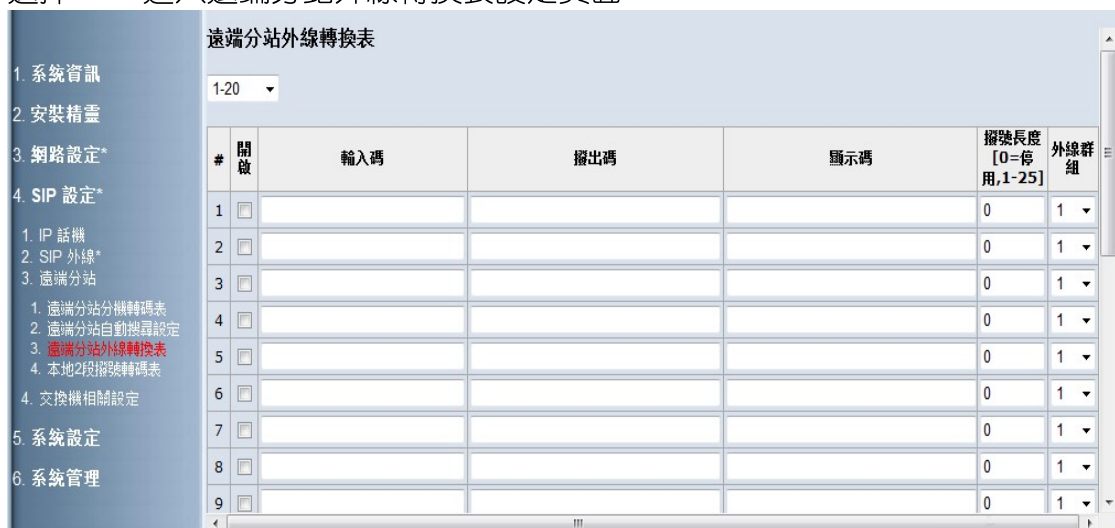 遠端分站外線轉換表
1-20
1. 系統資訊
2. 安裝精靈
3. 網路設定*
4. SIP 設定*
1. IP 話機
2. SIP 外線*
3. 遠端分站
1. 遠端分站分機轉碼表
2. 遠端分站自動搜尋設定
3. 遠端分站外線轉換表
4. 本地2段撥號轉碼表
4. 交換機相關設定
5. 系統設定
6. 系統管理
# 開啟 輸入碼 撥出碼 顯示碼 撥號長度[0=停用,1-25] 外線群組
1 0 1
2 0 1
3 0 1
4 0 1
5 0 1
6 0 1
7 0 1
8 0 1
9 0 1